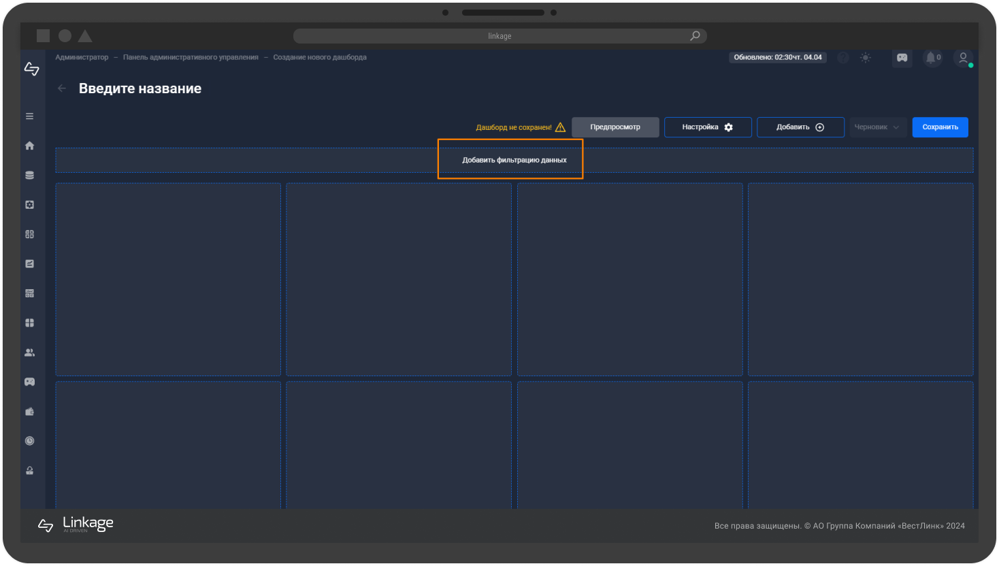 linkage
Администратор – Панель административного управления – Создание нового дашборда
Обновлено: 02:30чт. 04.04
0
Введите название
Дашборд не сохранен!
Предпросмотр
Настройка
Добавить
Черновик
Сохранить
Добавить фильтрацию данных
Linkage
AI DRIVEN
Все права защищены. © АО Группа Компаний «ВестЛинк» 2024